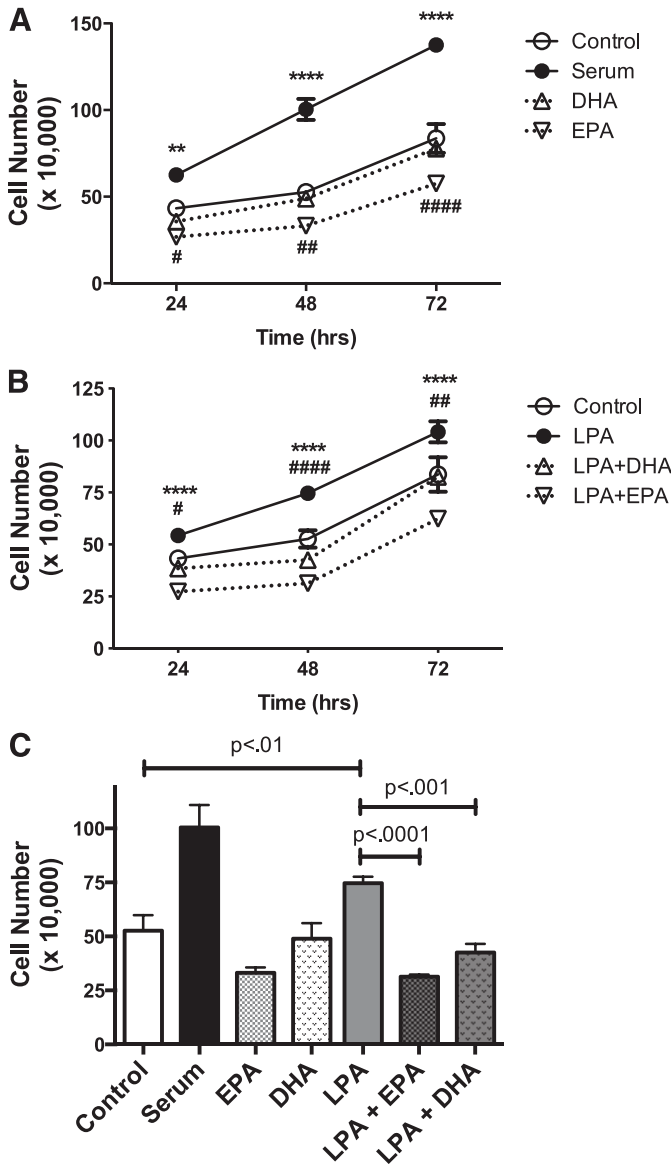 A
Cell Number
(x 10,000)
150
100
50
0
**
****
****
#
##
####
24
48
72
Time (hrs)
Control
Serum
DHA
EPA
B
Cell Number
(x 10,000)
125
100
75
50
25
0
****
#
****
####
****
##
24
48
72
Time (hrs)
Control
LPA
LPA+DHA
LPA+EPA
C
Cell Number
(x 10,000)
100
75
50
25
0
p<.01
p<.001
p<.0001
Control
Serum
EPA
DHA
LPA
LPA + EPA
LPA + DHA